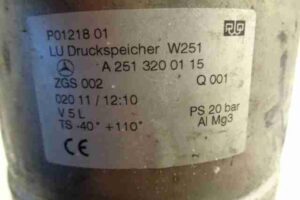 P01218 01
LU Druckspeicher W251
A 251 320 01 15
ZGS 002 Q 001
020 11 / 12:10
V 5 L PS 20 bar
TS -40° +110° Al Mg3
CE